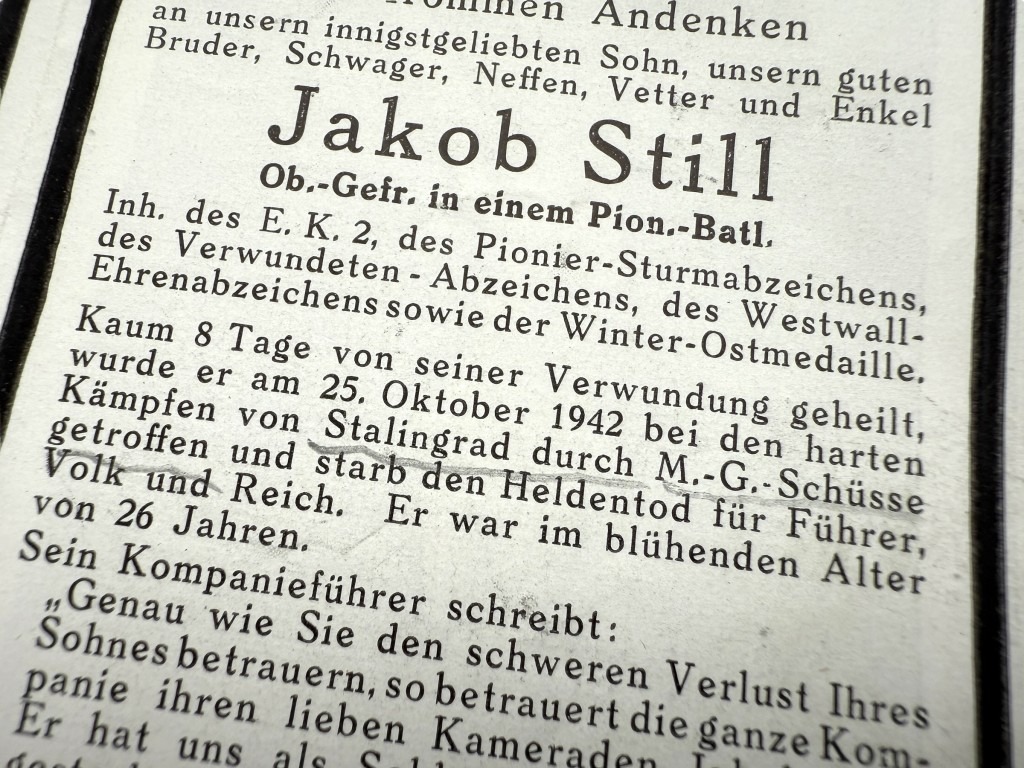 Andenken
an unsern innigstgeliebten Sohn, unsern guten
Bruder, Schwager, Neffen, Vetter und Enkel
Jakob Still
Ob.-Gefr. in einem Pion.-Batl.
Inh. des E. K. 2, des Pionier-Sturmabzeichens,
des Verwundeten-Abzeichens, des Westwall-
Ehrenabzeichens sowie der Winter-Ostmedaille.
Kaum 8 Tage von seiner Verwundung geheilt,
wurde er am 25. Oktober 1942 bei den harten
Kämpfen von Stalingrad durch M.-G.-Schüsse
getroffen und starb den Heldentod für Führer,
Volk und Reich. Er war im blühenden Alter
von 26 Jahren.
Sein Kompanieführer schreibt:
„Genau wie Sie den schweren Verlust Ihres
Sohnes betrauern, so betrauert die ganze Kom-
panie ihren lieben Kameraden
Er hat uns als